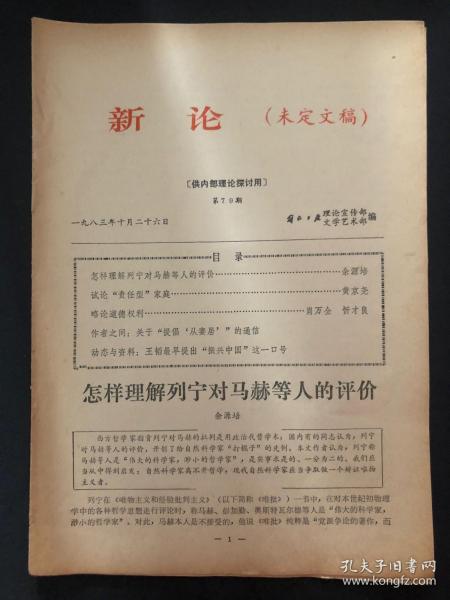 新 论 (未定文稿)
〔供内部理论探讨用〕
第79期
一九八三年十月二十六日
解放日报 理论宣传部 编
文学艺术部
目 录
怎样理解列宁对马赫等人的评价……余源培
试论“责任型”家庭……黄京尧
略论道德权利……肖万全 忻才良
作者之间：关于“提倡‘从妻居’”的通信
动态与资料：王韬最早提出“振兴中国”这一口号
怎样理解列宁对马赫等人的评价
余源培
西方哲学家指责列宁对马赫的批判是用政治代替学术；国内有的同志认为，列宁
对马赫等人的评价，开创了给自然科学家“打棍子”的先例。本文作者认为，列宁称
马赫等人是“伟大的科学家，渺小的哲学家”，是实事求是的、一分为二的。我们应
当从中得到启发：自然科学离不开哲学，现代自然科学家应当争取做一个辩证唯物
主义者。
列宁在《唯物主义和经验批判主义》（以下简称《唯批》）一书中，在对本世纪初物理
学中的各种哲学思想进行评论时，称马赫、彭加勒、奥斯特瓦尔德等人是“伟大的科学家，
渺小的哲学家”。对此，马赫本人是不接受的，他说《唯批》纯粹是“党派争论的著作，而
— 1 —
孔夫子旧书网